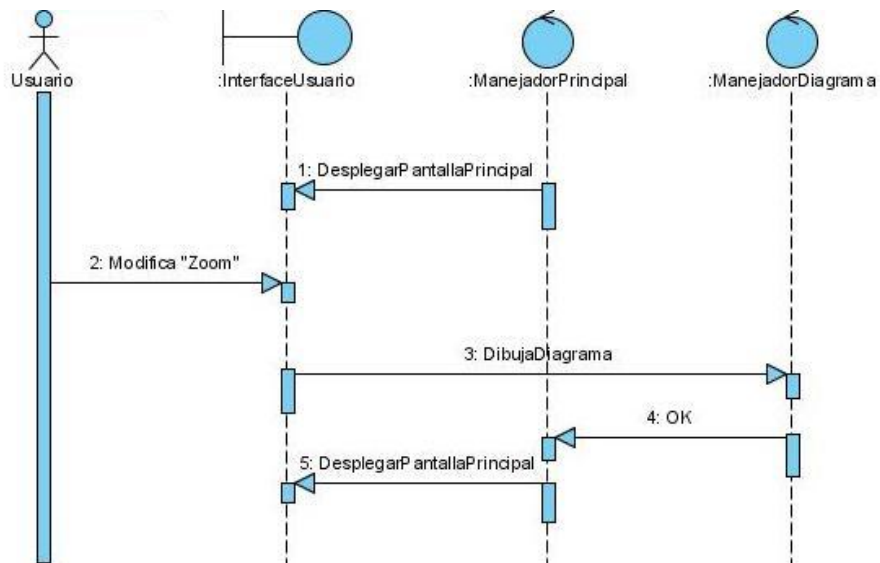 Usuario
:InterfaceUsuario
:ManejadorPrincipal
:ManejadorDiagrama
1: DesplegarPantallaPrincipal
2: Modifica "Zoom"
3: DibujaDiagrama
4: OK
5: DesplegarPantallaPrincipal